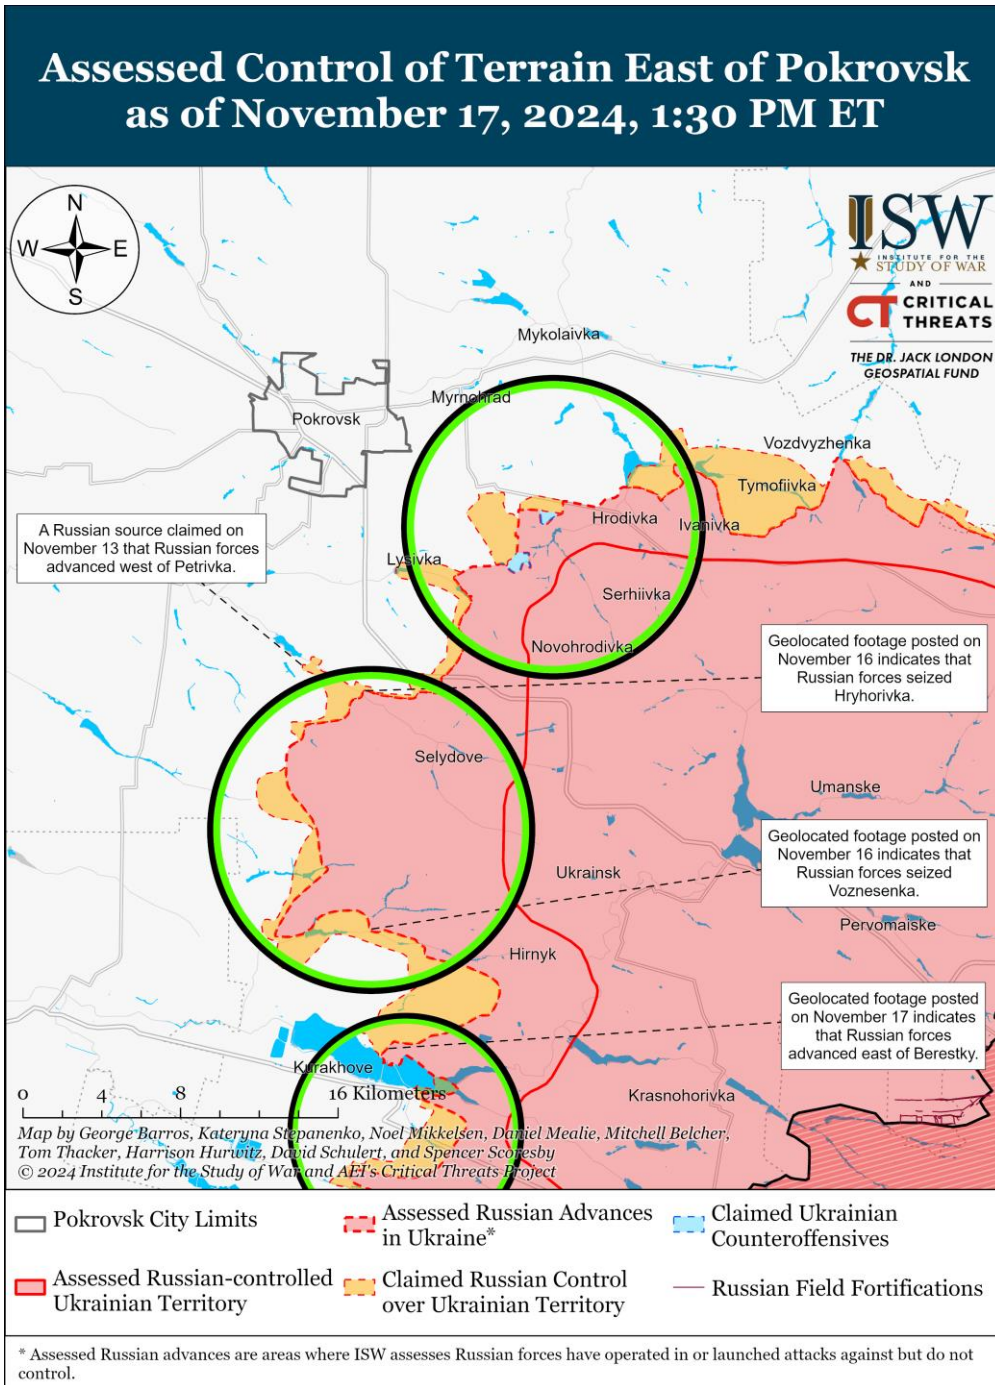 Assessed Control of Terrain East of Pokrovsk
as of November 17, 2024, 1:30 PM ET
N
W
E
S
ISW
INSTITUTE FOR THE
STUDY OF WAR
AND
CT CRITICAL
THREATS
THE DR. JACK LONDON
GEOSPATIAL FUND
Mykolaivka
Myrnohrad
Pokrovsk
Vozdvyzhenka
Tymofiivka
Hrodivka
Ivanivka
A Russian source claimed on
November 13 that Russian forces
advanced west of Petrivka.
Lysivka
Serhiivka
Novohrodivka
Geolocated footage posted on
November 16 indicates that
Russian forces seized
Hryhorivka.
Selydove
Umanske
Geolocated footage posted on
November 16 indicates that
Russian forces seized
Voznesenka.
Ukrainsk
Pervomaiske
Hirnyk
Geolocated footage posted
on November 17 indicates
that Russian forces
advanced east of Berestky.
Kurakhove
Krasnohorivka
0 4 8 16 Kilometers
Map by George Barros, Kateryna Stepanenko, Noel Mikkelsen, Daniel Mealie, Mitchell Belcher,
Tom Thacker, Harrison Hurwitz, David Schulert, and Spencer Scoresby
© 2024 Institute for the Study of War and AEI's Critical Threats Project
Pokrovsk City Limits
Assessed Russian Advances
in Ukraine*
Claimed Ukrainian
Counteroffensives
Assessed Russian-controlled
Ukrainian Territory
Claimed Russian Control
over Ukrainian Territory
Russian Field Fortifications
* Assessed Russian advances are areas where ISW assesses Russian forces have operated in or launched attacks against but do not
control.